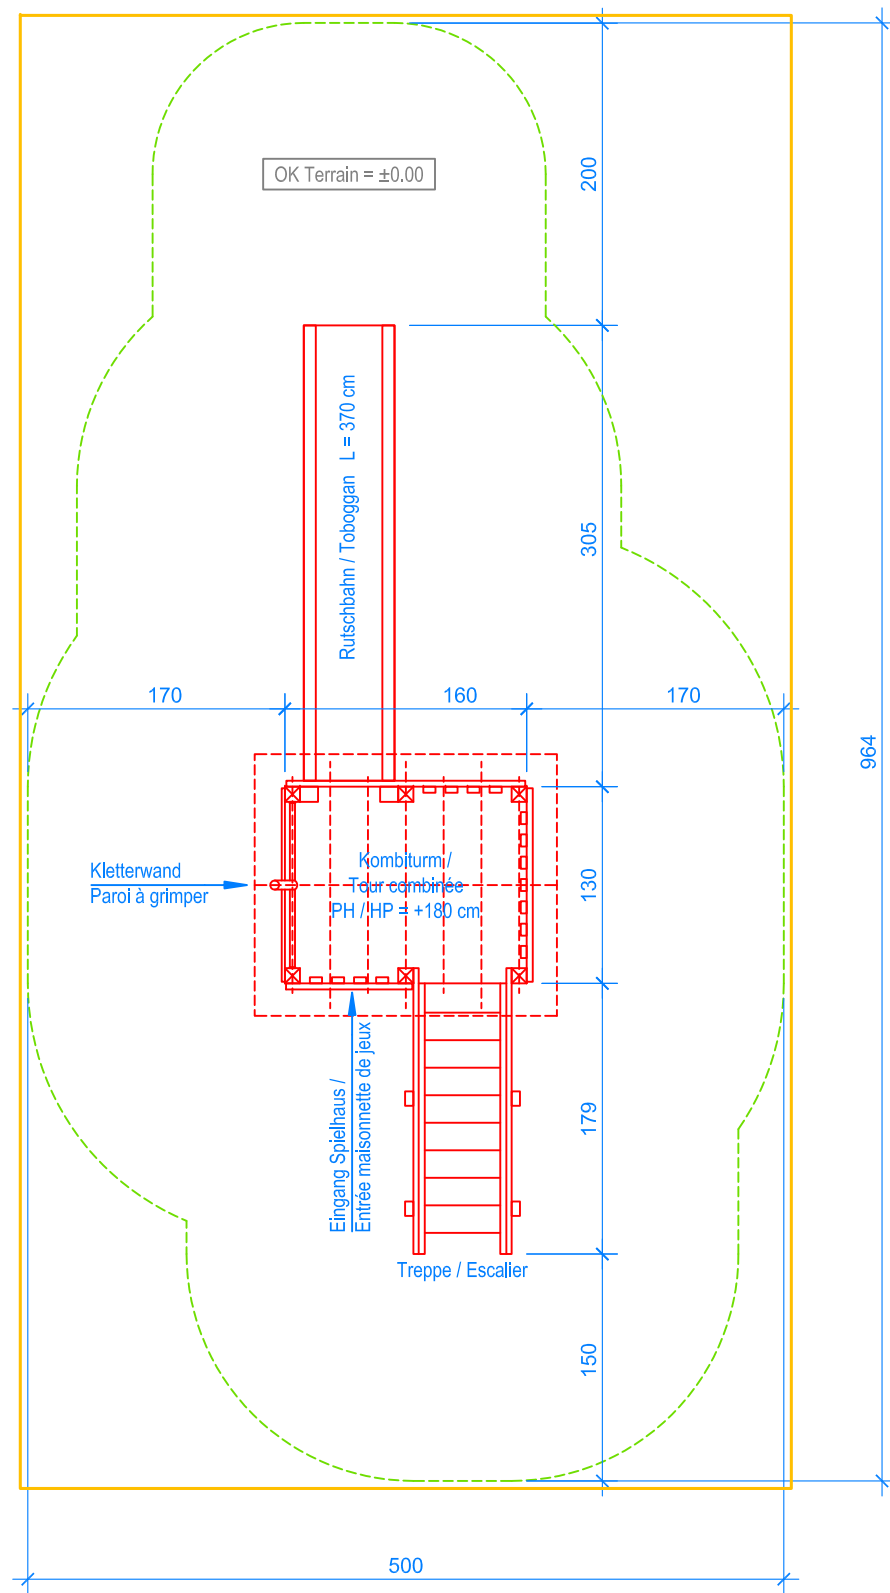 OK Terrain = ±0.00
200
Rutschbahn / Toboggan L = 370 cm
305
170
160
170
964
Kletterwand
Paroi à grimper
Kombiturm /
Tour combinée
PH / HP = +180 cm
130
Eingang Spielhaus /
Entrée maisonnette de jeux
179
Treppe / Escalier
150
500